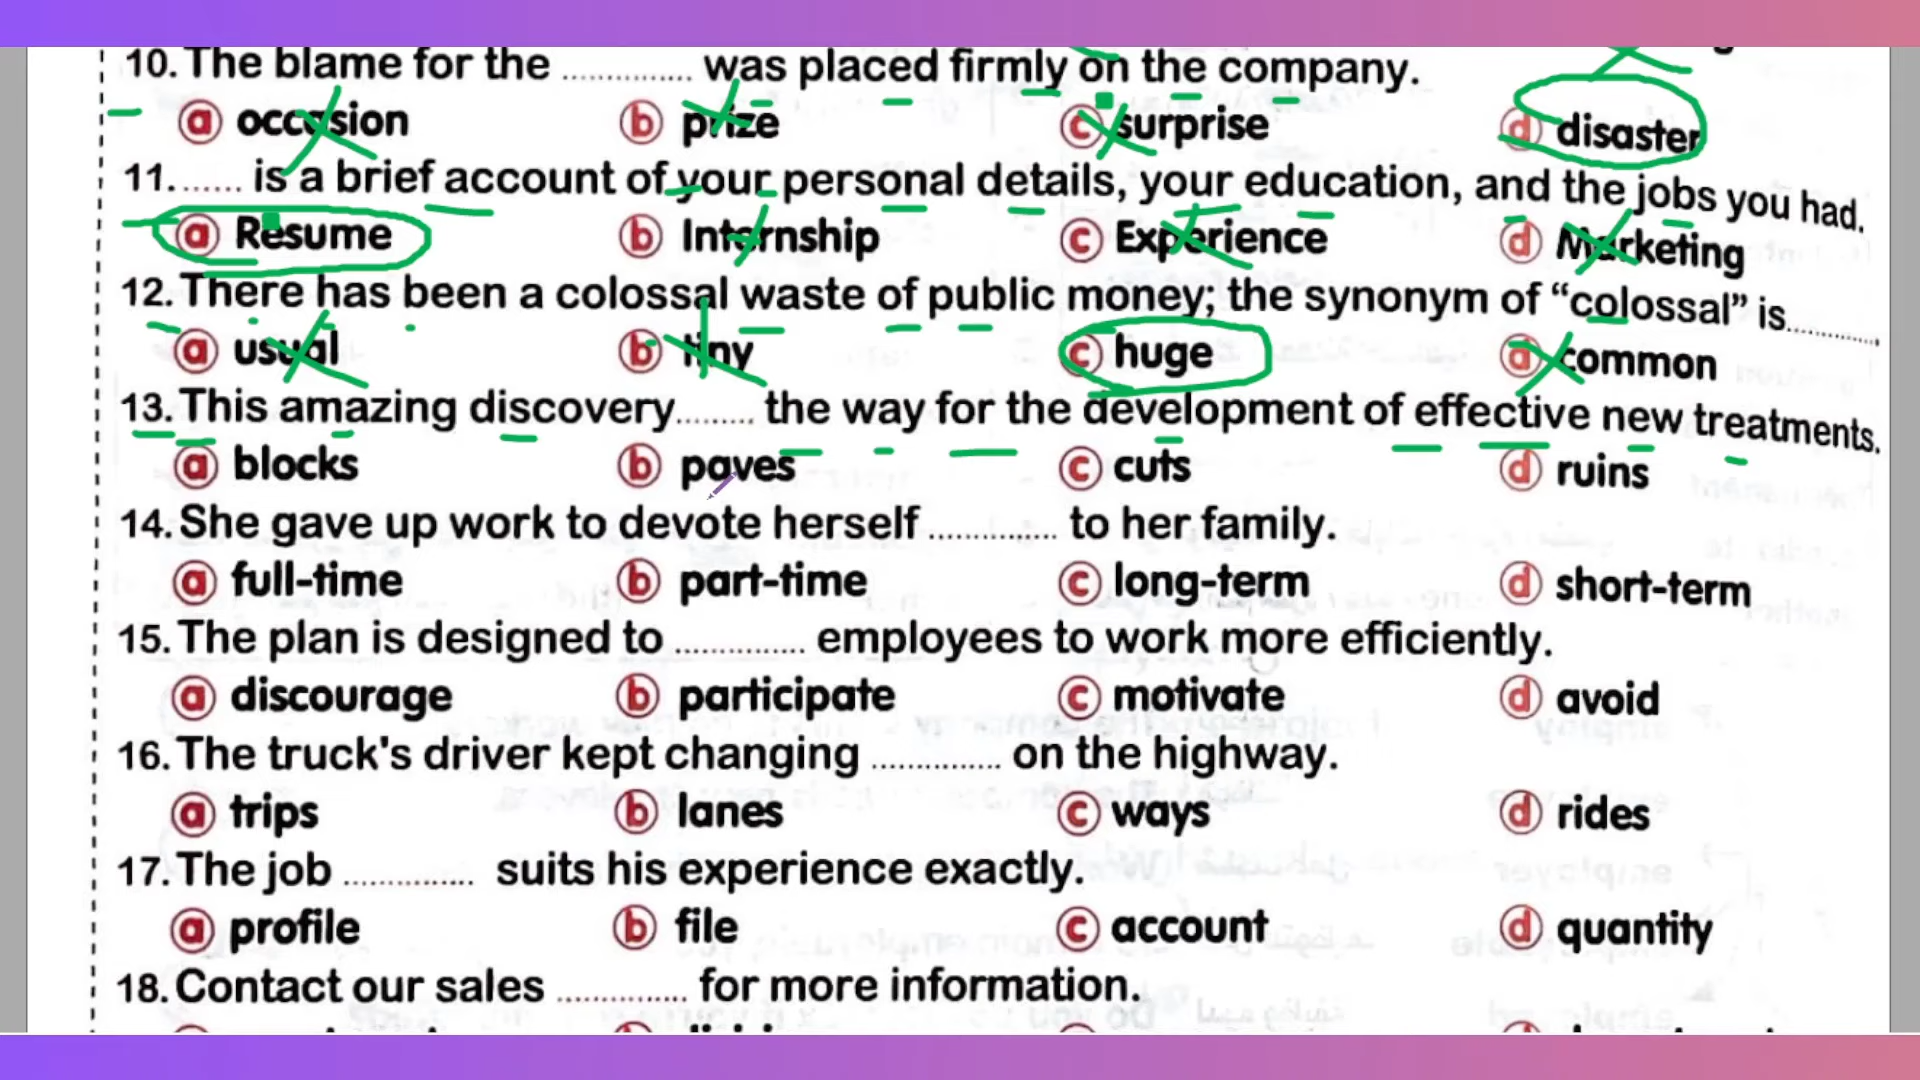 10. The blame for the .............. was placed firmly on the company.
a occasion b prize c surprise d disaster
11. ...... is a brief account of your personal details, your education, and the jobs you had.
a Resume b Internship c Experience d Marketing
12. There has been a colossal waste of public money; the synonym of “colossal” is.........
a usual b tiny c huge d common
13. This amazing discovery........ the way for the development of effective new treatments.
a blocks b paves c cuts d ruins
14. She gave up work to devote herself .............. to her family.
a full-time b part-time c long-term d short-term
15. The plan is designed to .............. employees to work more efficiently.
a discourage b participate c motivate d avoid
16. The truck's driver kept changing .............. on the highway.
a trips b lanes c ways d rides
17. The job .............. suits his experience exactly.
a profile b file c account d quantity
18. Contact our sales .............. for more information.